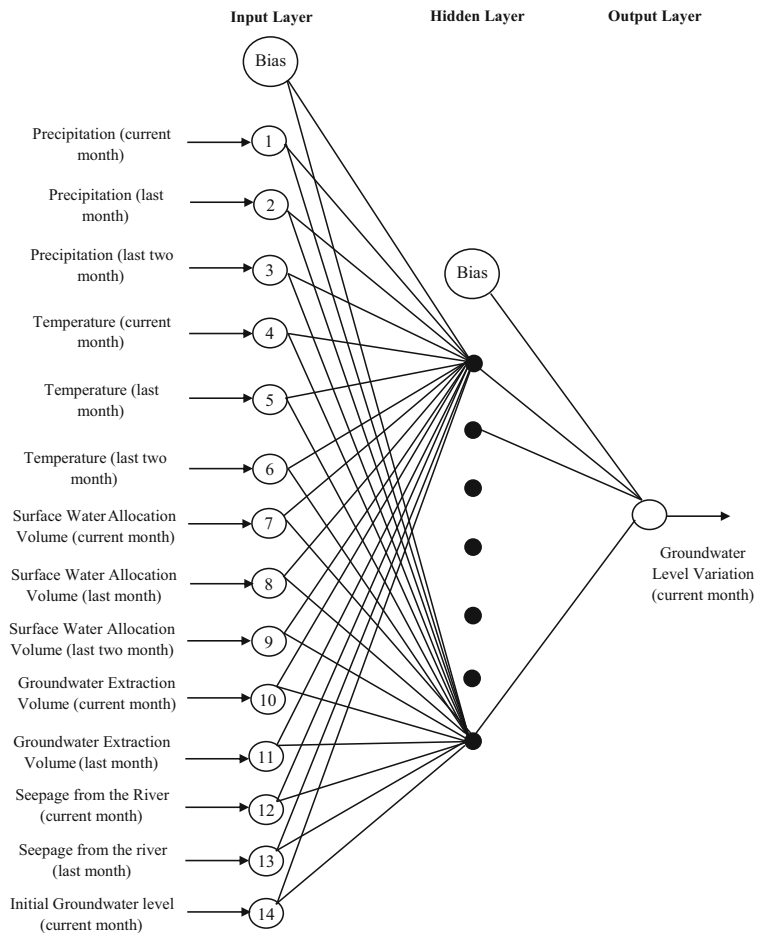 Input Layer
Hidden Layer
Output Layer
Bias
Precipitation (current
month)
1
Precipitation (last
month)
2
Precipitation (last two
month)
3
Bias
Temperature (current
month)
4
Temperature (last
month)
5
Temperature (last two
month)
6
Surface Water Allocation
Volume (current month)
7
Surface Water Allocation
Volume (last month)
8
Surface Water Allocation
Volume (last two month)
9
Groundwater Extraction
Volume (current month)
10
Groundwater Extraction
Volume (last month)
11
Seepage from the River
(current month)
12
Seepage from the river
(last month)
13
Initial Groundwater level
(current month)
14
Groundwater
Level Variation
(current month)